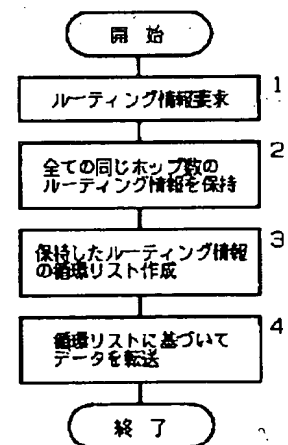 開始
ルーティング情報要求
1
全ての同じホップ数の
ルーティング情報を保持
2
保持したルーティング情報
の循環リスト作成
3
循環リストに基づいて
データを転送
4
終了